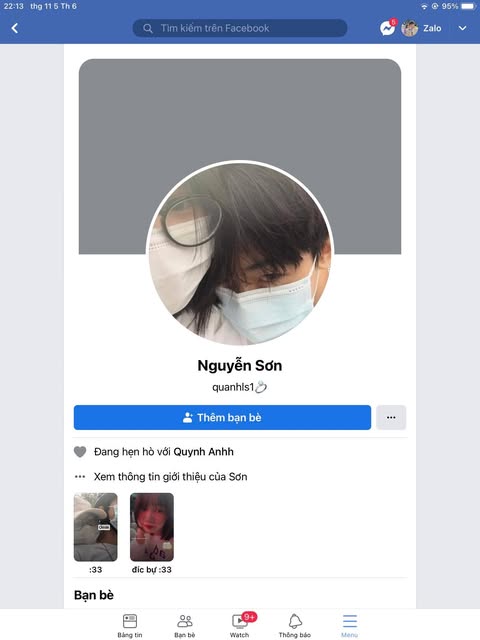 22:13 thg 11 5 Th 6
95%
Tìm kiếm trên Facebook
5
Zalo
Nguyễn Sơn
quanhls1
Thêm bạn bè
Đang hẹn hò với Quynh Anhh
Xem thông tin giới thiệu của Sơn
:33
đíc bự :33
Bạn bè
9+
Bảng tin
Bạn bè
Watch
Thông báo
Menu